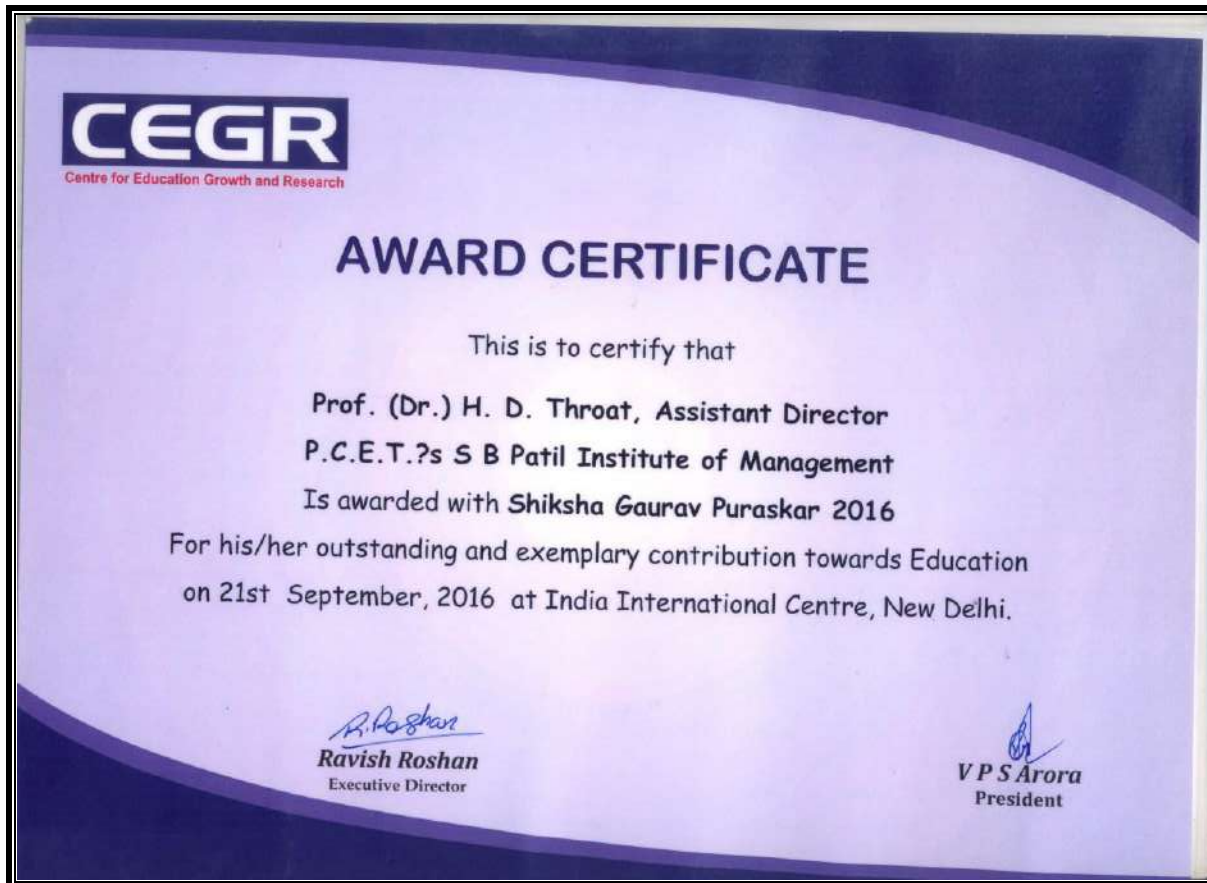 CEGR
Centre for Education Growth and Research
AWARD CERTIFICATE
This is to certify that
Prof. (Dr.) H. D. Throat, Assistant Director
P.C.E.T.?s S B Patil Institute of Management
Is awarded with Shiksha Gaurav Puraskar 2016
For his/her outstanding and exemplary contribution towards Education
on 21st September, 2016 at India International Centre, New Delhi.
R. Roshan
Ravish Roshan
Executive Director
V P S Arora
President